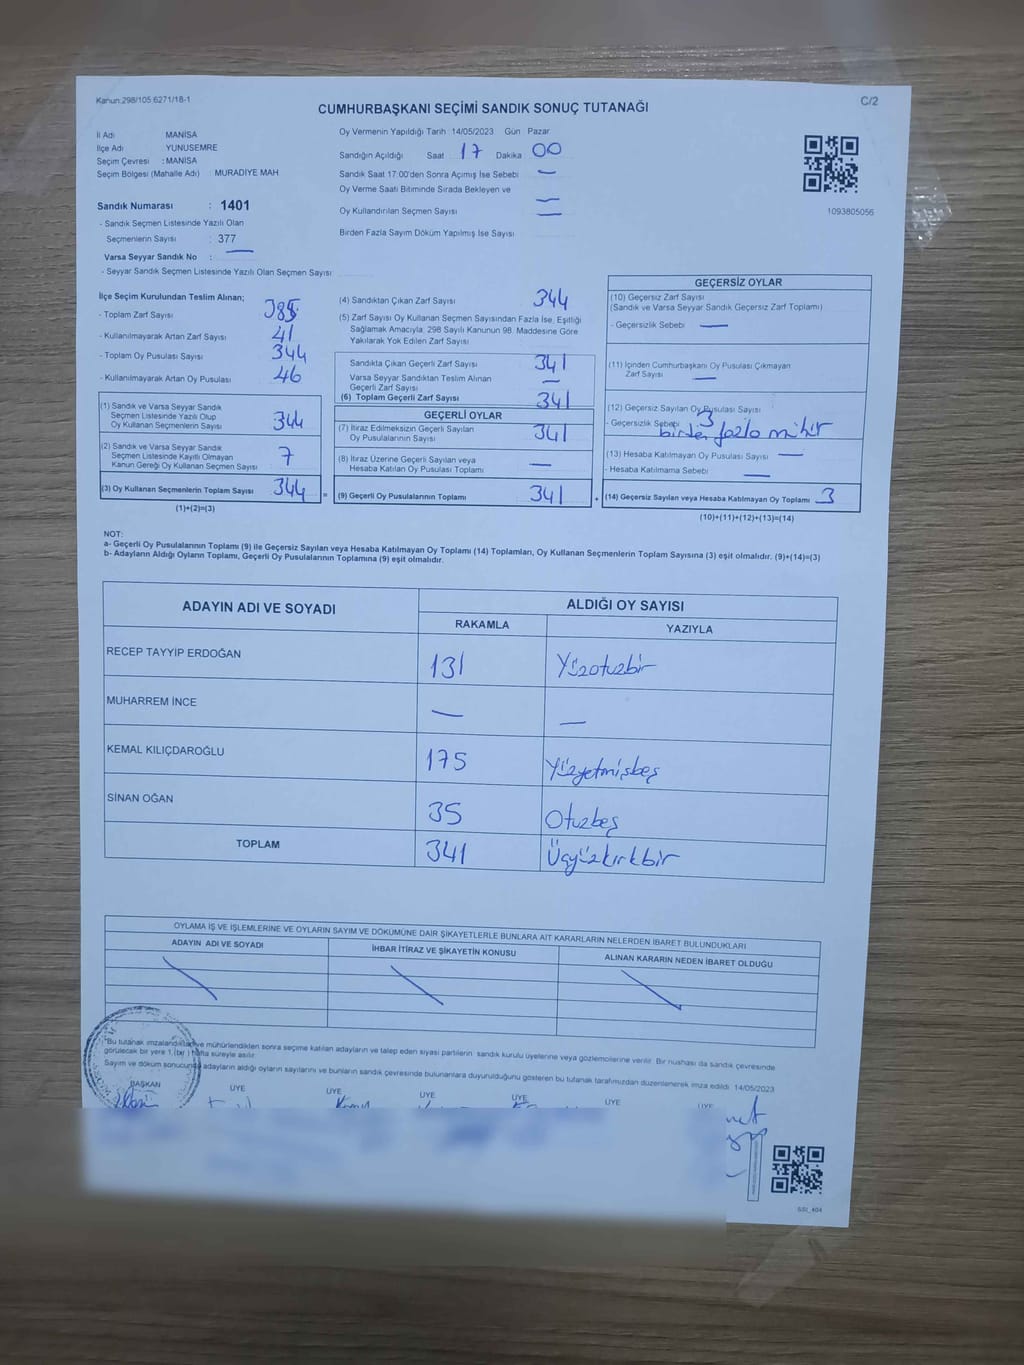 Kanun:298/105 6271/18-1
C/2
CUMHURBAŞKANI SEÇİMİ SANDIK SONUÇ TUTANAĞI
İl Adı MANİSA
İlçe Adı YUNUSEMRE
Seçim Çevresi : MANİSA
Seçim Bölgesi (Mahalle Adı) : MURADİYE MAH
Sandık Numarası : 1401
- Sandık Seçmen Listesinde Yazılı Olan
Seçmenlerin Sayısı : 377
Varsa Seyyar Sandık No : —
- Seyyar Sandık Seçmen Listesinde Yazılı Olan Seçmen Sayısı
Oy Vermenin Yapıldığı Tarih 14/05/2023 Gün Pazar
Sandığın Açıldığı Saat 17 Dakika 00
Sandık Saat 17:00'den Sonra Açımış İse Sebebi —
Oy Verme Saati Bitiminde Sırada Bekleyen ve —
Oy Kullandırılan Seçmen Sayısı —
Birden Fazla Sayım Döküm Yapılmış İse Sayısı
1093805056
İlçe Seçim Kurulundan Teslim Alınan;
- Toplam Zarf Sayısı 385
- Kullanılmayarak Artan Zarf Sayısı 41
- Toplam Oy Pusulası Sayısı 344
- Kullanılmayarak Artan Oy Pusulası 46
(1) Sandık ve Varsa Seyyar Sandık
Seçmen Listesinde Yazılı Olup
Oy Kullanan Seçmenlerin Sayısı 344
(2) Sandık ve Varsa Seyyar Sandık
Seçmen Listesinde Kayıtlı Olmayan
Kanun Gereği Oy Kullanan Seçmen Sayısı 7
(3) Oy Kullanan Seçmenlerin Toplam Sayısı 344 =
(1)+(2)=(3)
(4) Sandıktan Çıkan Zarf Sayısı 344
(5) Zarf Sayısı Oy Kullanan Seçmen Sayısından Fazla İse, Eşitliği
Sağlamak Amacıyla, 298 Sayılı Kanunun 98. Maddesine Göre
Yakılarak Yok Edilen Zarf Sayısı
Sandıkta Çıkan Geçerli Zarf Sayısı 341
Varsa Seyyar Sandıktan Teslim Alınan
Geçerli Zarf Sayısı —
(6) Toplam Geçerli Zarf Sayısı 341
GEÇERLİ OYLAR
(7) İtiraz Edilmeksizin Geçerli Sayılan
Oy Pusulalarının Sayısı 341
(8) İtiraz Üzerine Geçerli Sayılan veya
Hesaba Katılan Oy Pusulası Toplamı —
(9) Geçerli Oy Pusulalarının Toplamı 341 +
GEÇERSİZ OYLAR
(10) Geçersiz Zarf Sayısı
(Sandık ve Varsa Seyyar Sandık Geçersiz Zarf Toplamı)
- Geçersizlik Sebebi —
(11) İçinden Cumhurbaşkanı Oy Pusulası Çıkmayan
Zarf Sayısı —
(12) Geçersiz Sayılan Oy Pusulası Sayısı 3
- Geçersizlik Sebebi birden fazla mühür
(13) Hesaba Katılmayan Oy Pusulası Sayısı —
- Hesaba Katılmama Sebebi —
(14) Geçersiz Sayılan veya Hesaba Katılmayan Oy Toplamı 3
(10)+(11)+(12)+(13)=(14)
NOT:
a- Geçerli Oy Pusulalarının Toplamı (9) ile Geçersiz Sayılan veya Hesaba Katılmayan Oy Toplamı (14) Toplamları, Oy Kullanan Seçmenlerin Toplam Sayısına (3) eşit olmalıdır. (9)+(14)=(3)
b- Adayların Aldığı Oyların Toplamı, Geçerli Oy Pusulalarının Toplamına (9) eşit olmalıdır.
ADAYIN ADI VE SOYADI ALDIĞI OY SAYISI
RAKAMLA YAZIYLA
RECEP TAYYİP ERDOĞAN 131 Yüzotuzbir
MUHARREM İNCE — —
KEMAL KILIÇDAROĞLU 175 Yüzyetmişbeş
SİNAN OĞAN 35 Otuzbeş
TOPLAM 341 Üçyüzkırkbir
OYLAMA İŞ VE İŞLEMLERİNE VE OYLARIN SAYIM VE DÖKÜMÜNE DAİR ŞİKAYETLERLE BUNLARA AİT KARARLARIN NELERDEN İBARET BULUNDUKLARI
ADAYIN ADI VE SOYADI İHBAR İTİRAZ VE ŞİKAYETİN KONUSU ALINAN KARARIN NEDEN İBARET OLDUĞU
"Bu tutanak imzalandıktan ve mühürlendikten sonra seçime katılan adayların ve talep eden siyasi partilerin sandık kurulu üyelerine veya gözlemcilerine verilir. Bir nüshası da sandık çevresinde
görülecek bir yere 1 (bir) hafta süreyle asılır.
Sayım ve döküm sonucunda adayların aldığı oyların sayılarını ve bunların sandık çevresinde bulunanlara duyurulduğunu gösteren bu tutanak tarafımızdan düzenlenerek imza edildi. 14/05/2023
BAŞKAN ÜYE ÜYE ÜYE ÜYE ÜYE ÜYE
SSİ_404